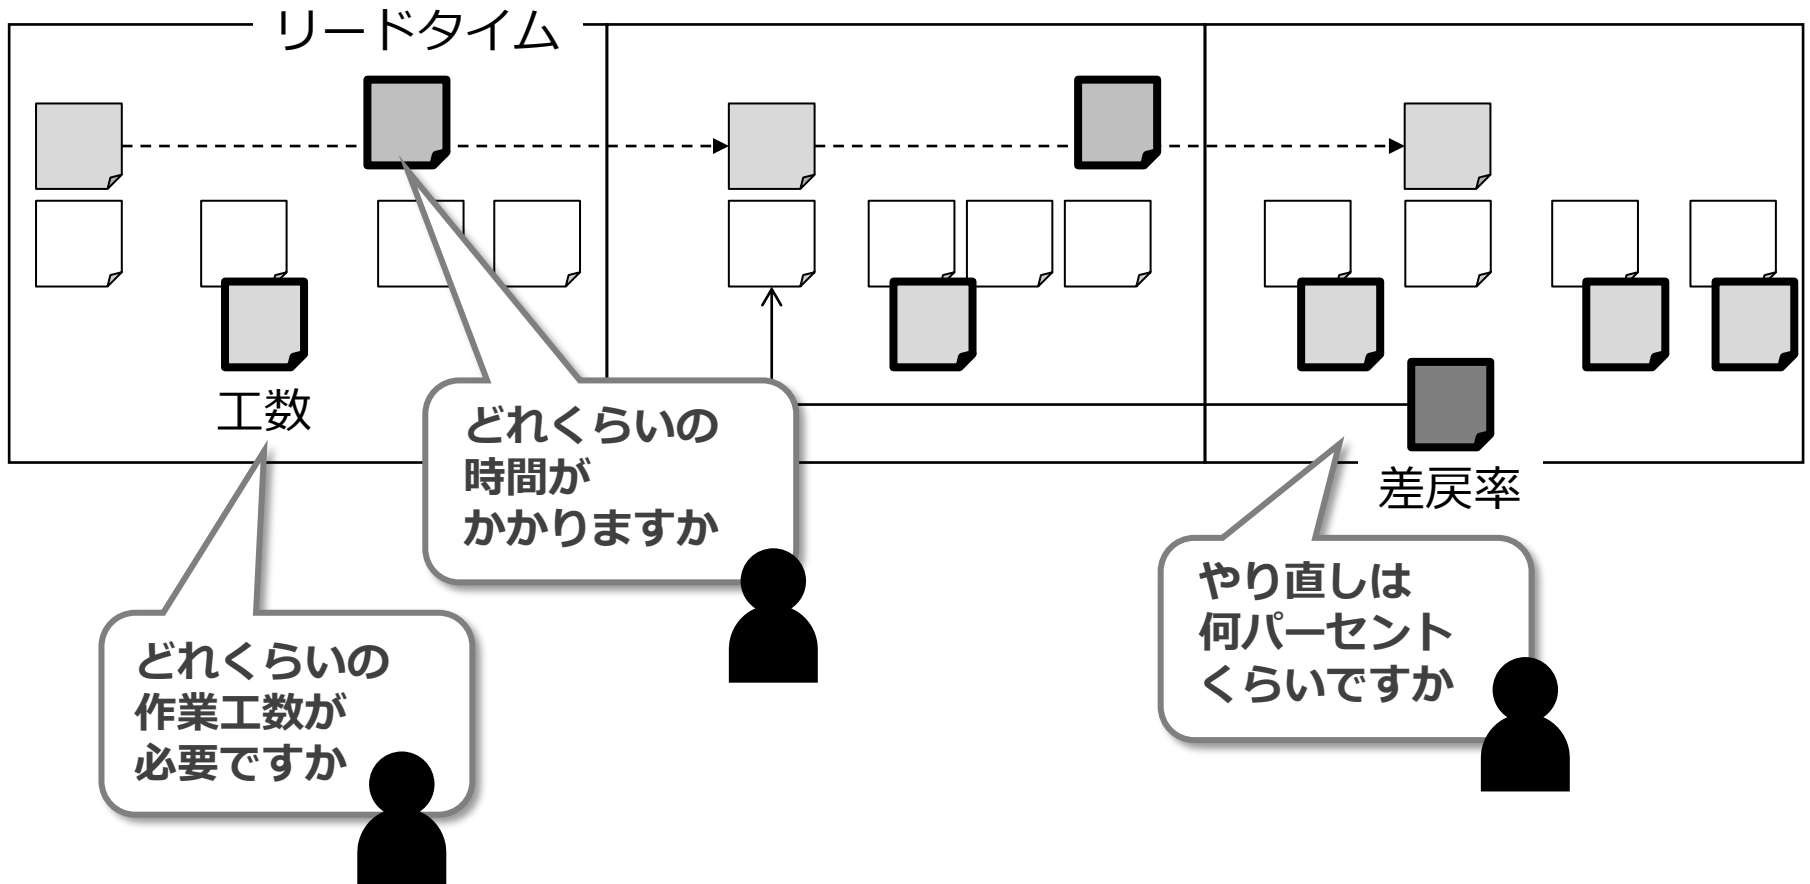 リードタイム
工数
どれくらいの
時間が
かかりますか
差戻率
どれくらいの
作業工数が
必要ですか
やり直しは
何パーセント
くらいですか